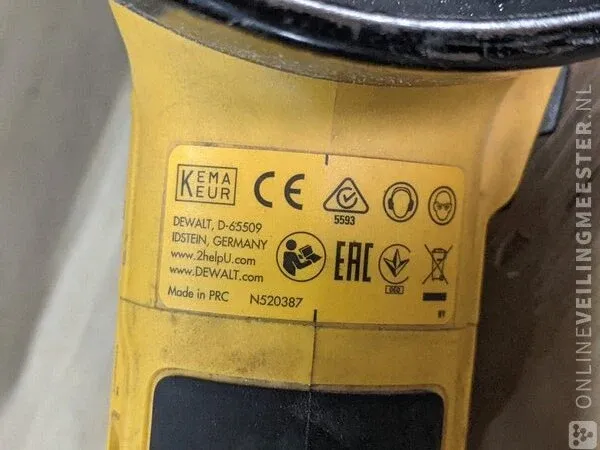 KEMA
KEUR
CE
5593
DEWALT, D-65509
IDSTEIN, GERMANY
www.2helpU.com
www.DEWALT.com
EAC
Made in PRC N520387
ONLINEVEILINGMEESTER.NL